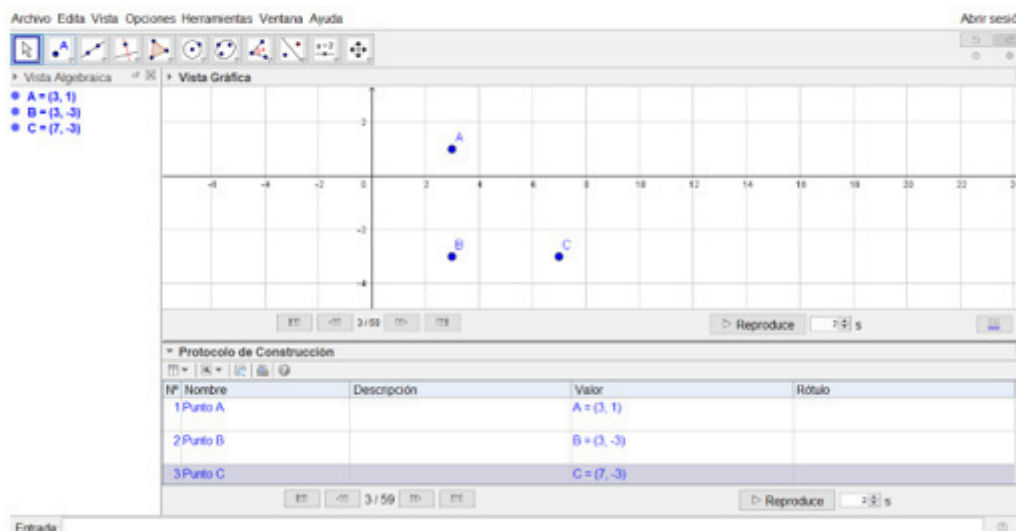 Archivo Edita Vista Opciones Herramientas Ventana Ayuda
Abrir sesió
Vista Algebraica
Vista Gráfica
A = (3, 1)
B = (3, -3)
C = (7, -3)
2
A
-6 -4 -2 0 2 4 6 8 10 12 14 16 18 20 22
-2
B C
-4
3 / 59
Reproduce 2 s
Protocolo de Construcción
Nº Nombre Descripción Valor Rótulo
1 Punto A A = (3, 1)
2 Punto B B = (3, -3)
3 Punto C C = (7, -3)
3 / 59
Reproduce 2 s
Entrada: